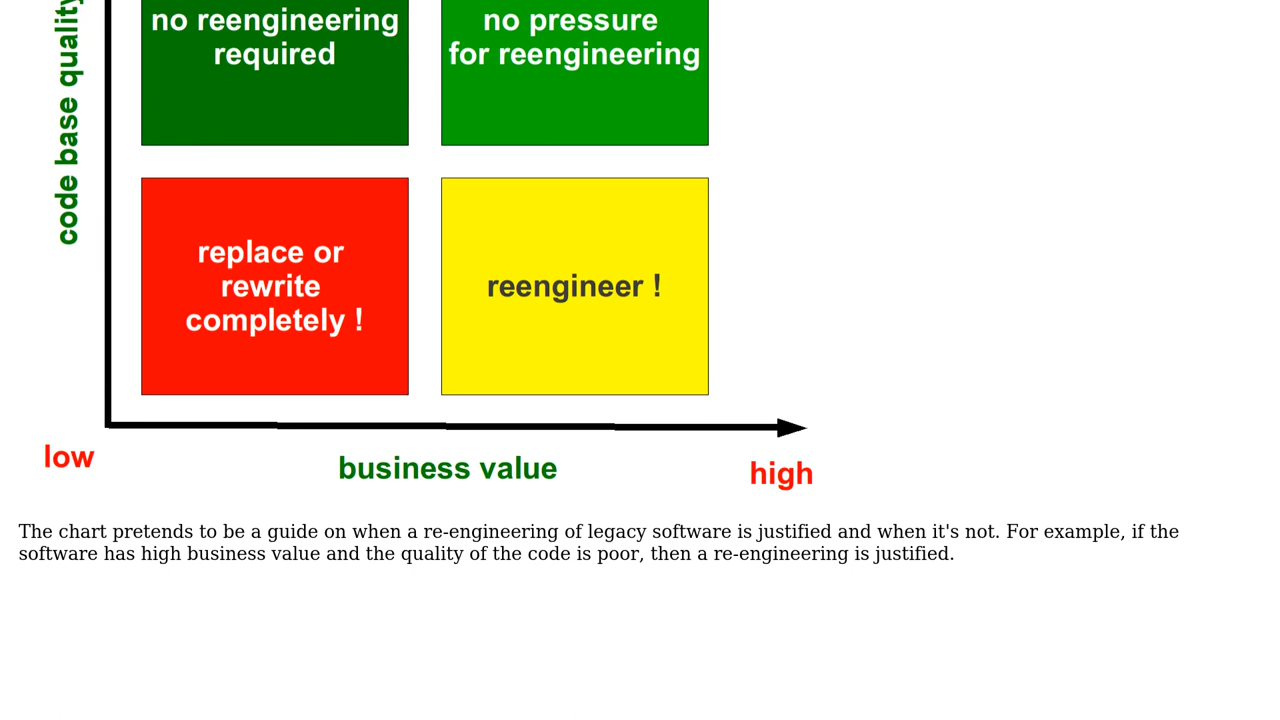 code base quality
no reengineering
required
no pressure
for reengineering
replace or
rewrite
completely !
reengineer !
low
business value
high
The chart pretends to be a guide on when a re-engineering of legacy software is justified and when it's not. For example, if the
software has high business value and the quality of the code is poor, then a re-engineering is justified.